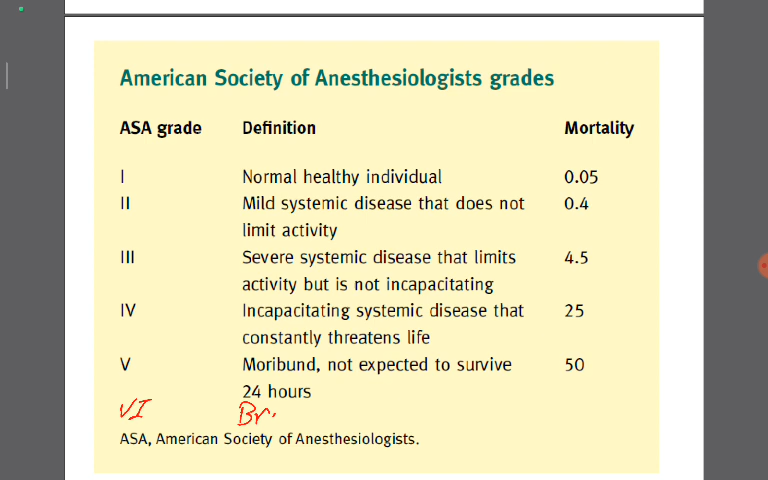 American Society of Anesthesiologists grades
ASA grade Definition Mortality
I Normal healthy individual 0.05
II Mild systemic disease that does not 0.4
limit activity
III Severe systemic disease that limits 4.5
activity but is not incapacitating
IV Incapacitating systemic disease that 25
constantly threatens life
V Moribund, not expected to survive 50
24 hours
VI Br.
ASA, American Society of Anesthesiologists.